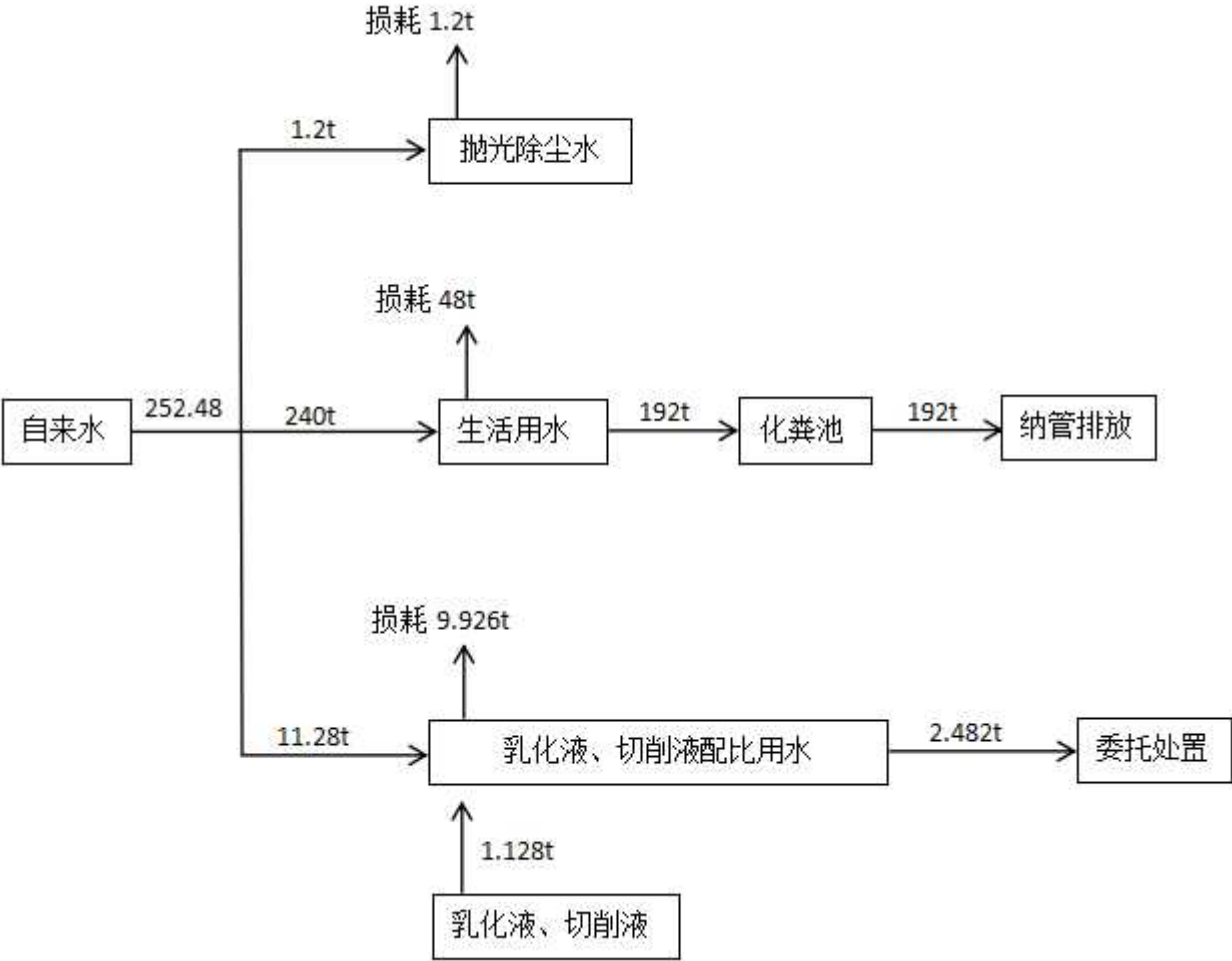 损耗 1.2t
1.2t
抛光除尘水
损耗 48t
自来水
252.48
240t
生活用水
192t
化粪池
192t
纳管排放
损耗 9.926t
11.28t
乳化液、切削液配比用水
2.482t
委托处置
1.128t
乳化液、切削液